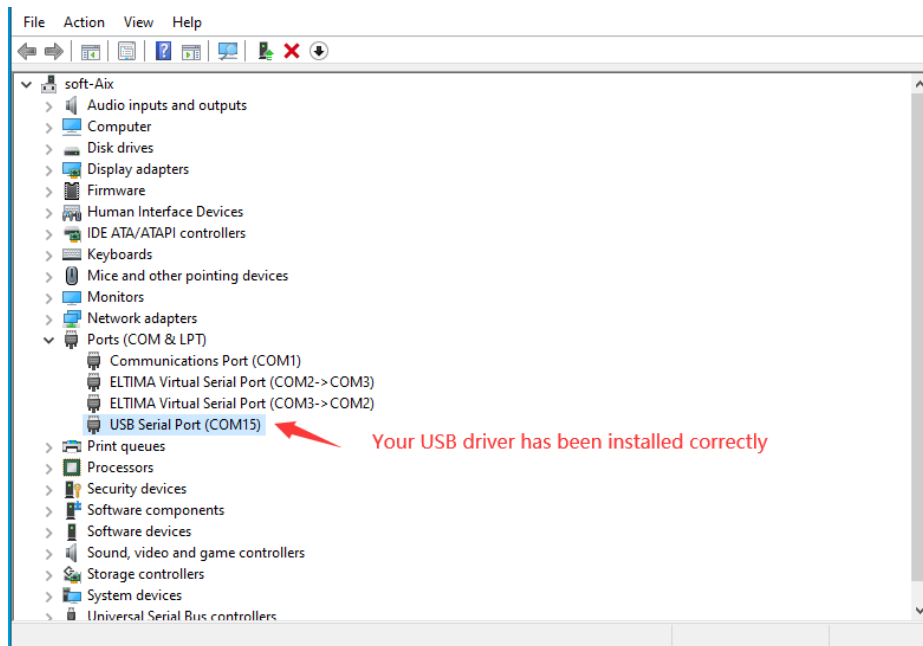 File Action View Help
soft-Aix
Audio inputs and outputs
Computer
Disk drives
Display adapters
Firmware
Human Interface Devices
IDE ATA/ATAPI controllers
Keyboards
Mice and other pointing devices
Monitors
Network adapters
Ports (COM & LPT)
Communications Port (COM1)
ELTIMA Virtual Serial Port (COM2->COM3)
ELTIMA Virtual Serial Port (COM3->COM2)
USB Serial Port (COM15)
Your USB driver has been installed correctly
Print queues
Processors
Security devices
Software components
Software devices
Sound, video and game controllers
Storage controllers
System devices
Universal Serial Bus controllers